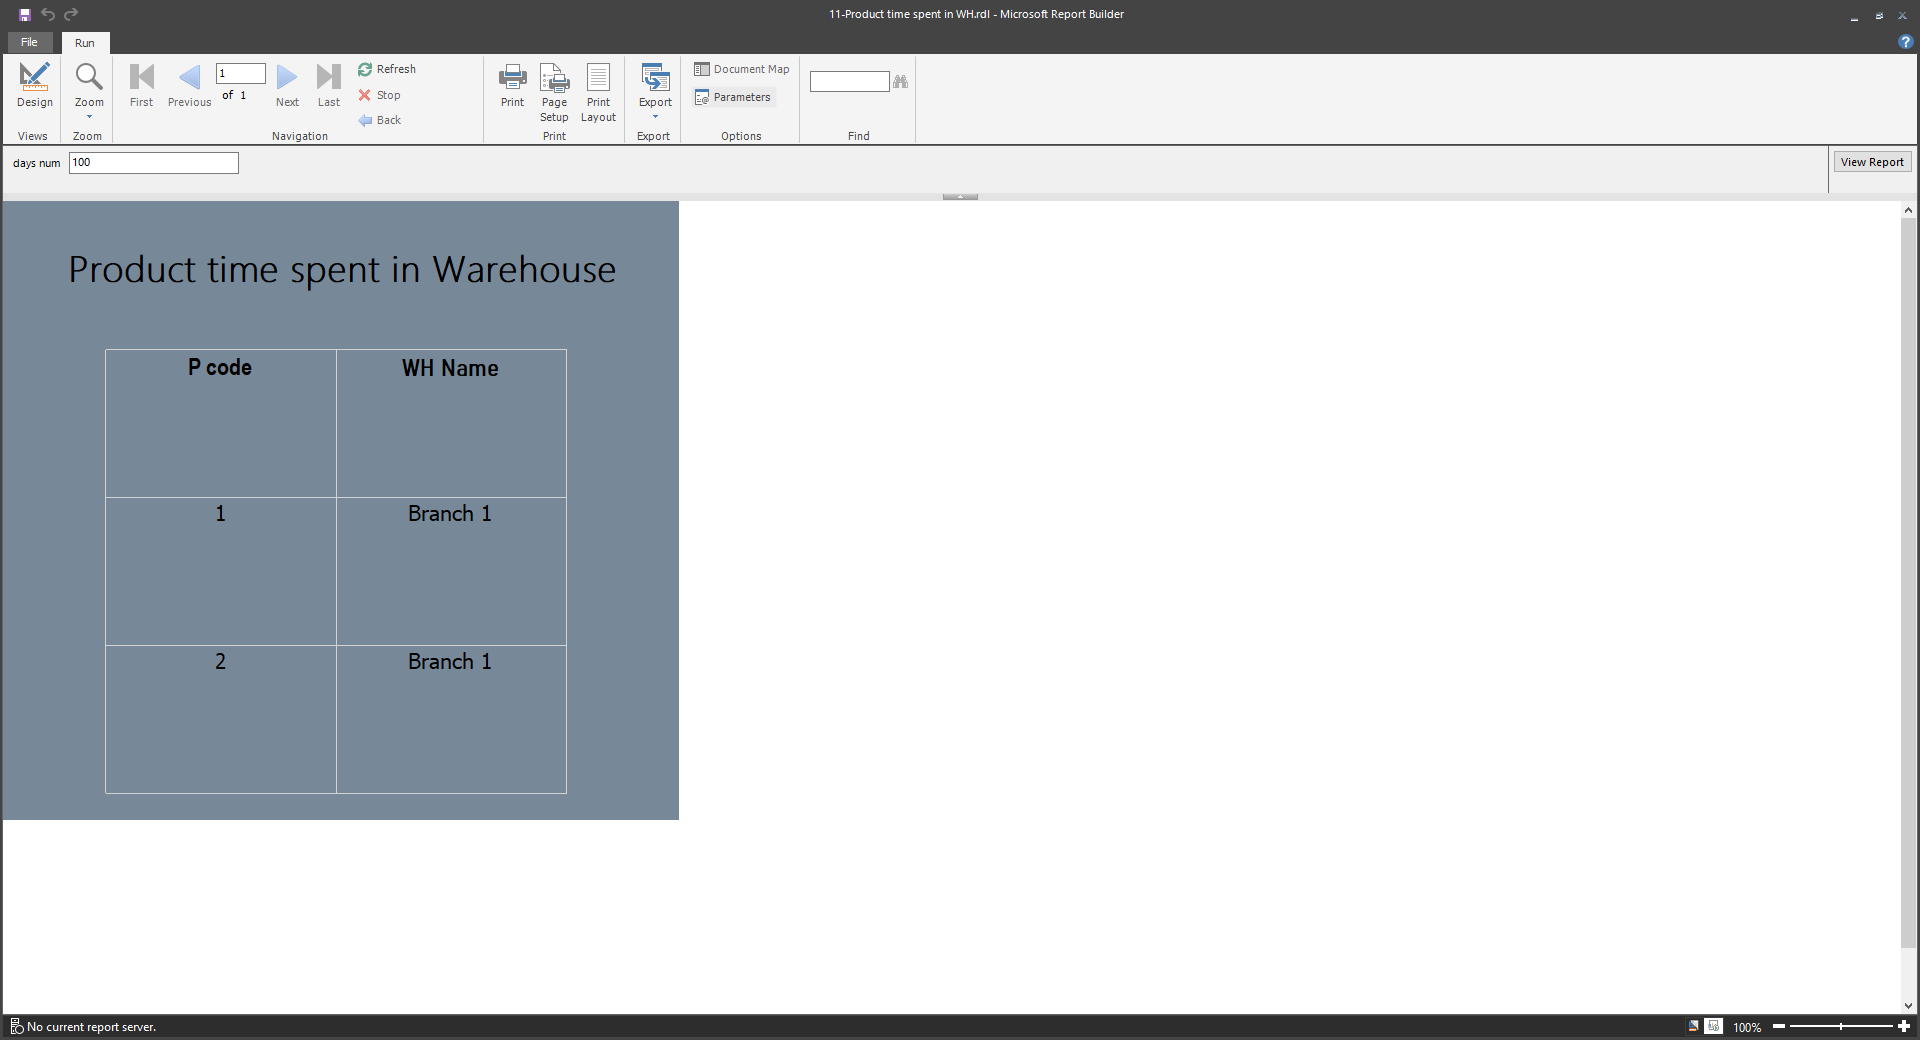 11-Product time spent in WH.rdl - Microsoft Report Builder
File
Run
Design
Views
Zoom
Zoom
First
Previous
1
of 1
Next
Last
Refresh
Stop
Back
Navigation
Print
Page Setup
Print Layout
Print
Export
Export
Document Map
Parameters
Options
Find
days num
100
View Report
Product time spent in Warehouse
P code
WH Name
1
Branch 1
2
Branch 1
No current report server.
100%